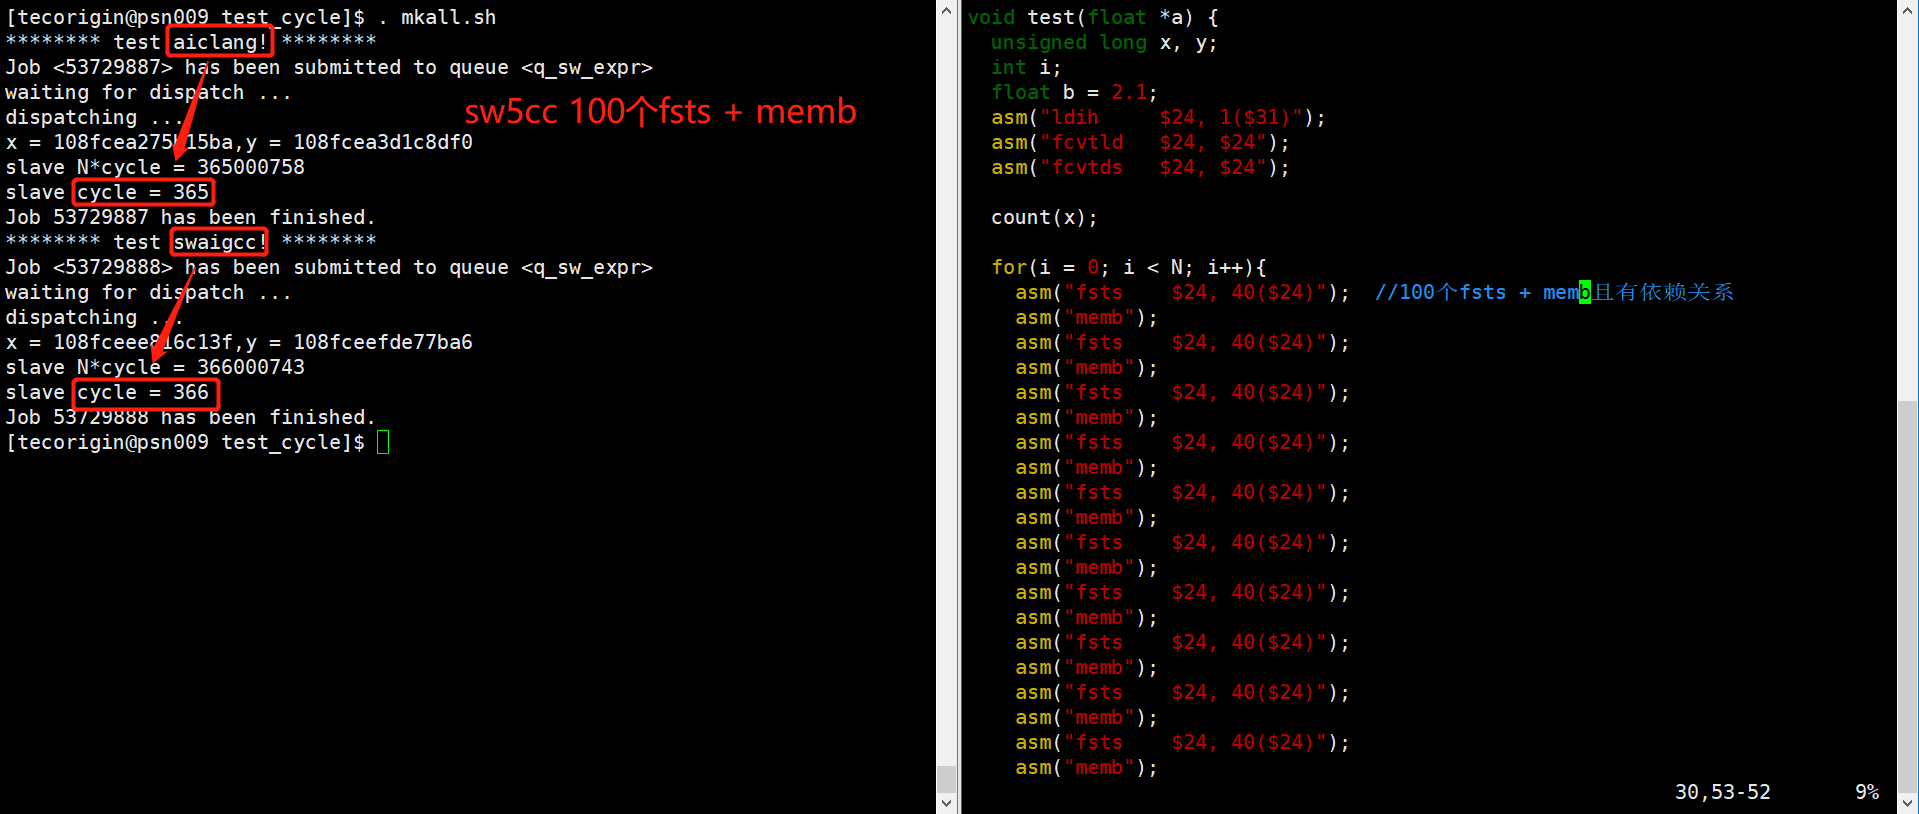 [tecorigin@psn009 test_cycle]$ . mkall.sh
******** test aiclang! ********
Job <53729887> has been submitted to queue <q_sw_expr>
waiting for dispatch ...
dispatching ...
x = 108fcea275b15ba,y = 108fcea3d1c8df0
slave N*cycle = 365000758
slave cycle = 365
Job 53729887 has been finished.
******** test swaigcc! ********
Job <53729888> has been submitted to queue <q_sw_expr>
waiting for dispatch ...
dispatching ...
x = 108fceee816c13f,y = 108fceefde77ba6
slave N*cycle = 366000743
slave cycle = 366
Job 53729888 has been finished.
[tecorigin@psn009 test_cycle]$
sw5cc 100个fsts + memb
void test(float *a) {
  unsigned long x, y;
  int i;
  float b = 2.1;
  asm("ldih     $24, 1($31)");
  asm("fcvtld   $24, $24");
  asm("fcvtds   $24, $24");
  count(x);
  for(i = 0; i < N; i++){
    asm("fsts    $24, 40($24)");  //100个fsts + memb且有依赖关系
    asm("memb");
    asm("fsts    $24, 40($24)");
    asm("memb");
    asm("fsts    $24, 40($24)");
    asm("memb");
    asm("fsts    $24, 40($24)");
    asm("memb");
    asm("fsts    $24, 40($24)");
    asm("memb");
    asm("fsts    $24, 40($24)");
    asm("memb");
    asm("fsts    $24, 40($24)");
    asm("memb");
    asm("fsts    $24, 40($24)");
    asm("memb");
    asm("fsts    $24, 40($24)");
    asm("memb");
    asm("fsts    $24, 40($24)");
    asm("memb");
30,53-52 9%